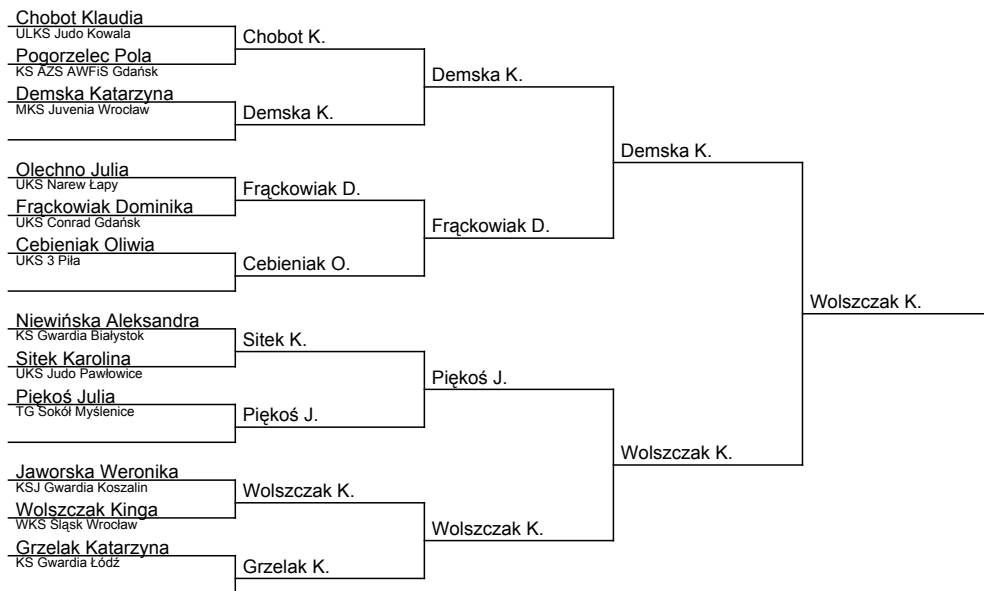 Chobot Klaudia
ULKS Judo Kowala
Chobot K.
Pogorzelec Pola
KS AZS AWFiS Gdańsk
Demska K.
Demska Katarzyna
MKS Juvenia Wrocław
Demska K.
Demska K.
Olechno Julia
UKS Narew Łapy
Frąckowiak D.
Frąckowiak Dominika
UKS Conrad Gdańsk
Frąckowiak D.
Cebieniak Oliwia
UKS 3 Piła
Cebieniak O.
Wolszczak K.
Niewińska Aleksandra
KS Gwardia Białystok
Sitek K.
Sitek Karolina
UKS Judo Pawłowice
Piękoś J.
Piękoś Julia
TG Sokół Myślenice
Piękoś J.
Wolszczak K.
Jaworska Weronika
KSJ Gwardia Koszalin
Wolszczak K.
Wolszczak Kinga
WKS Śląsk Wrocław
Wolszczak K.
Grzelak Katarzyna
KS Gwardia Łódź
Grzelak K.